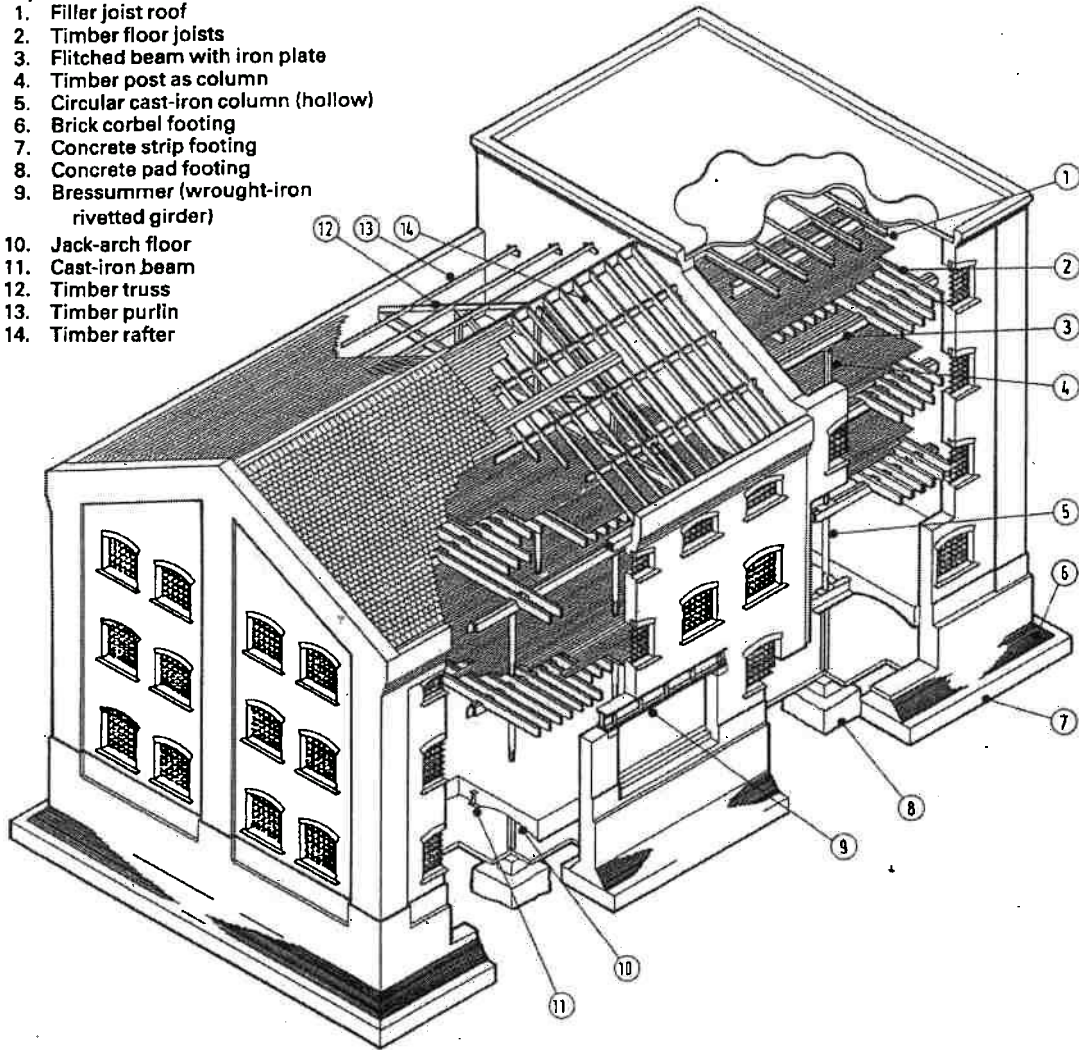 1. Filler joist roof
2. Timber floor joists
3. Flitched beam with iron plate
4. Timber post as column
5. Circular cast-iron column (hollow)
6. Brick corbel footing
7. Concrete strip footing
8. Concrete pad footing
9. Bressummer (wrought-iron
rivetted girder)
10. Jack-arch floor
11. Cast-iron beam
12. Timber truss
13. Timber purlin
14. Timber rafter
12 13 14
1
2
3
4
5
6
7
8
9
10
11